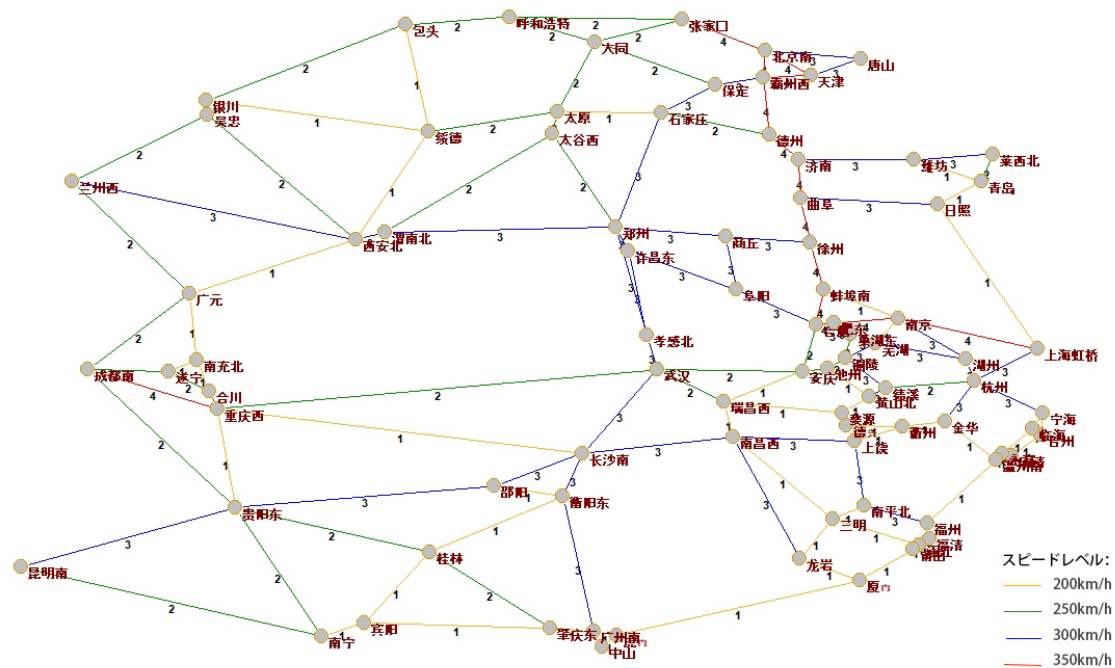 呼和浩特
张家口
包头
大同
北京南
唐山
天津
霸州西
保定
银川
吴忠
绥德
太原
石家庄
太谷西
德州
济南
潍坊
莱西北
青岛
兰州西
曲阜
日照
西安北
渭南北
郑州
商丘
徐州
许昌东
广元
阜阳
蚌埠南
南京
孝感北
芜湖
上海虹桥
南充北
遂宁
成都南
合川
重庆西
武汉
安庆
池州
铜陵
湖州
杭州
绩溪
黄山北
瑞昌西
婺源
宁海
临海
台州
南昌西
上饶
衢州
金华
长沙南
邵阳
衡阳东
贵阳东
南平北
三明
福州
福清
桂林
龙岩
昆明南
厦门
南宁
宾阳
肇庆东
广州南
中山
スピードレベル:
200km/h
250km/h
300km/h
350km/h